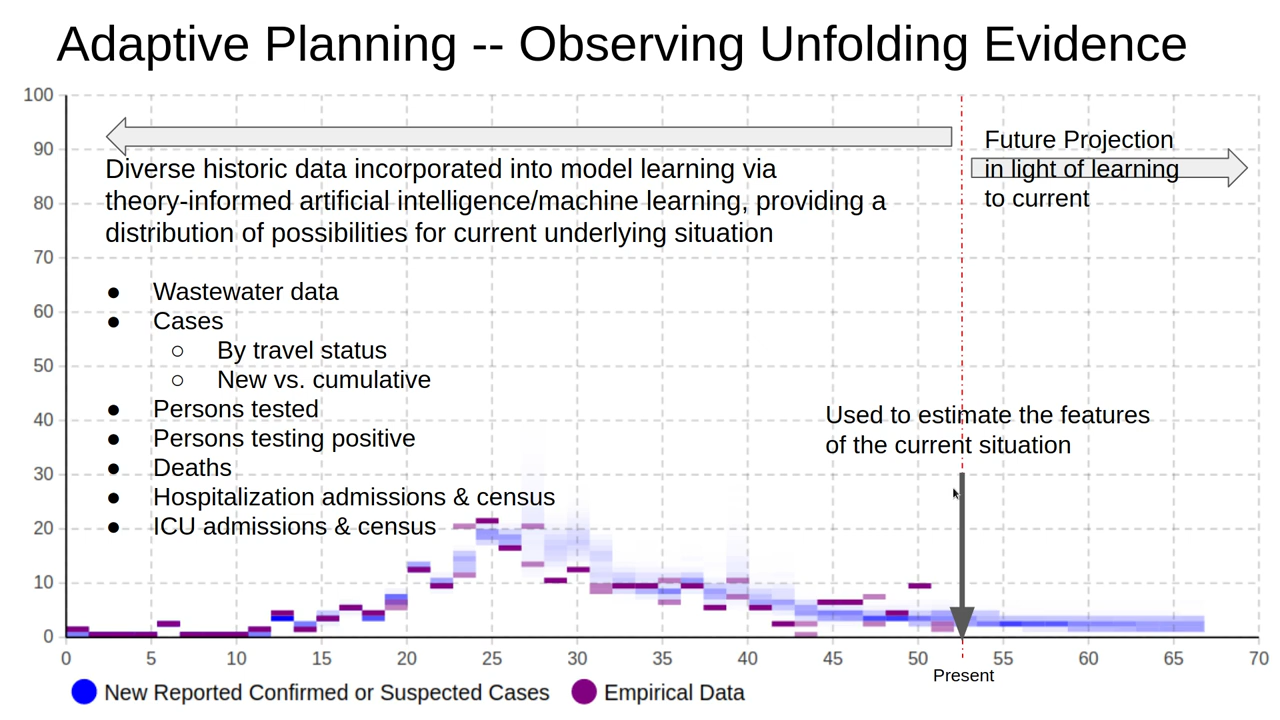 Adaptive Planning -- Observing Unfolding Evidence
100
90
80
70
60
50
40
30
20
10
0
Diverse historic data incorporated into model learning via
theory-informed artificial intelligence/machine learning, providing a
distribution of possibilities for current underlying situation
● Wastewater data
● Cases
○ By travel status
○ New vs. cumulative
● Persons tested
● Persons testing positive
● Deaths
● Hospitalization admissions & census
● ICU admissions & census
Future Projection
in light of learning
to current
Used to estimate the features
of the current situation
0 5 10 15 20 25 30 35 40 45 50 55 60 65 70
Present
New Reported Confirmed or Suspected Cases Empirical Data